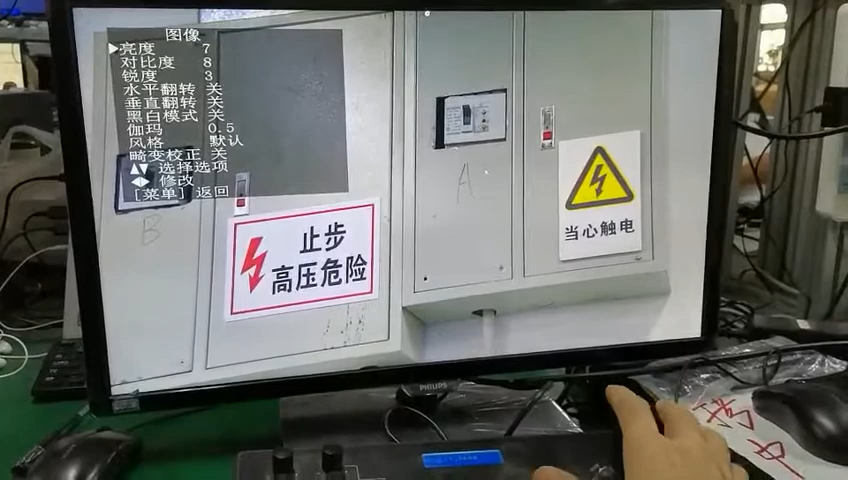 图像
亮度 7
对比度 8
锐度 3
水平翻转 关
垂直翻转 关
黑白模式 关
伽玛 0.5
风格 默认
畸变校正 关
选择选项
修改
[菜单] 返回
B
A
止步
高压危险
当心触电
PHILIPS